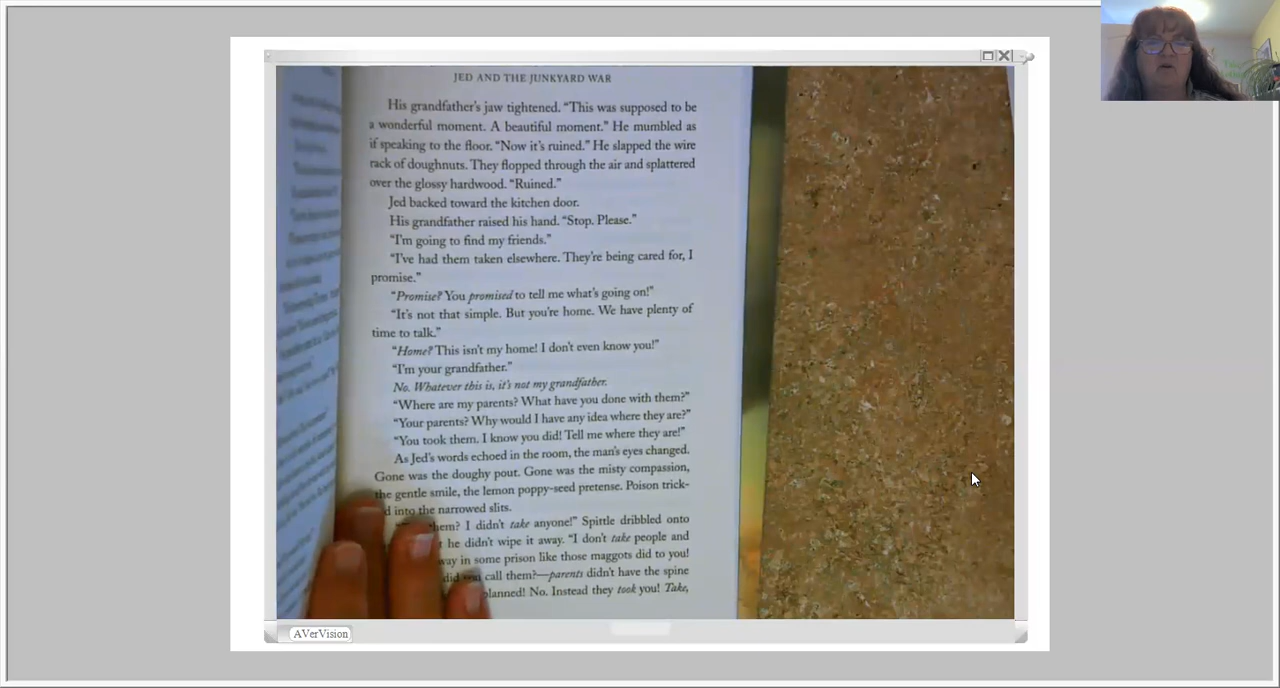 JED AND THE JUNKYARD WAR
His grandfather's jaw tightened. "This was supposed to be
a wonderful moment. A beautiful moment." He mumbled as
if speaking to the floor. "Now it's ruined." He slapped the wire
rack of doughnuts. They flopped through the air and splattered
over the glossy hardwood. "Ruined."
Jed backed toward the kitchen door.
His grandfather raised his hand. "Stop. Please."
"I'm going to find my friends."
"I've had them taken elsewhere. They're being cared for, I
promise."
"Promise? You promised to tell me what's going on!"
"It's not that simple. But you're home. We have plenty of
time to talk."
"Home? This isn't my home! I don't even know you!"
"I'm your grandfather."
No. Whatever this is, it's not my grandfather.
"Where are my parents? What have you done with them?"
"Your parents? Why would I have any idea where they are?"
"You took them. I know you did! Tell me where they are!"
As Jed's words echoed in the room, the man's eyes changed.
Gone was the doughy pout. Gone was the misty compassion,
the gentle smile, the lemon poppy-seed pretense. Poison trick-
d into the narrowed slits.
them? I didn't take anyone!" Spittle dribbled onto
he didn't wipe it away. "I don't take people and
way in some prison like those maggots did to you!
did you call them?—parents didn't have the spine
planned! No. Instead they took you! Take,
AVerVision